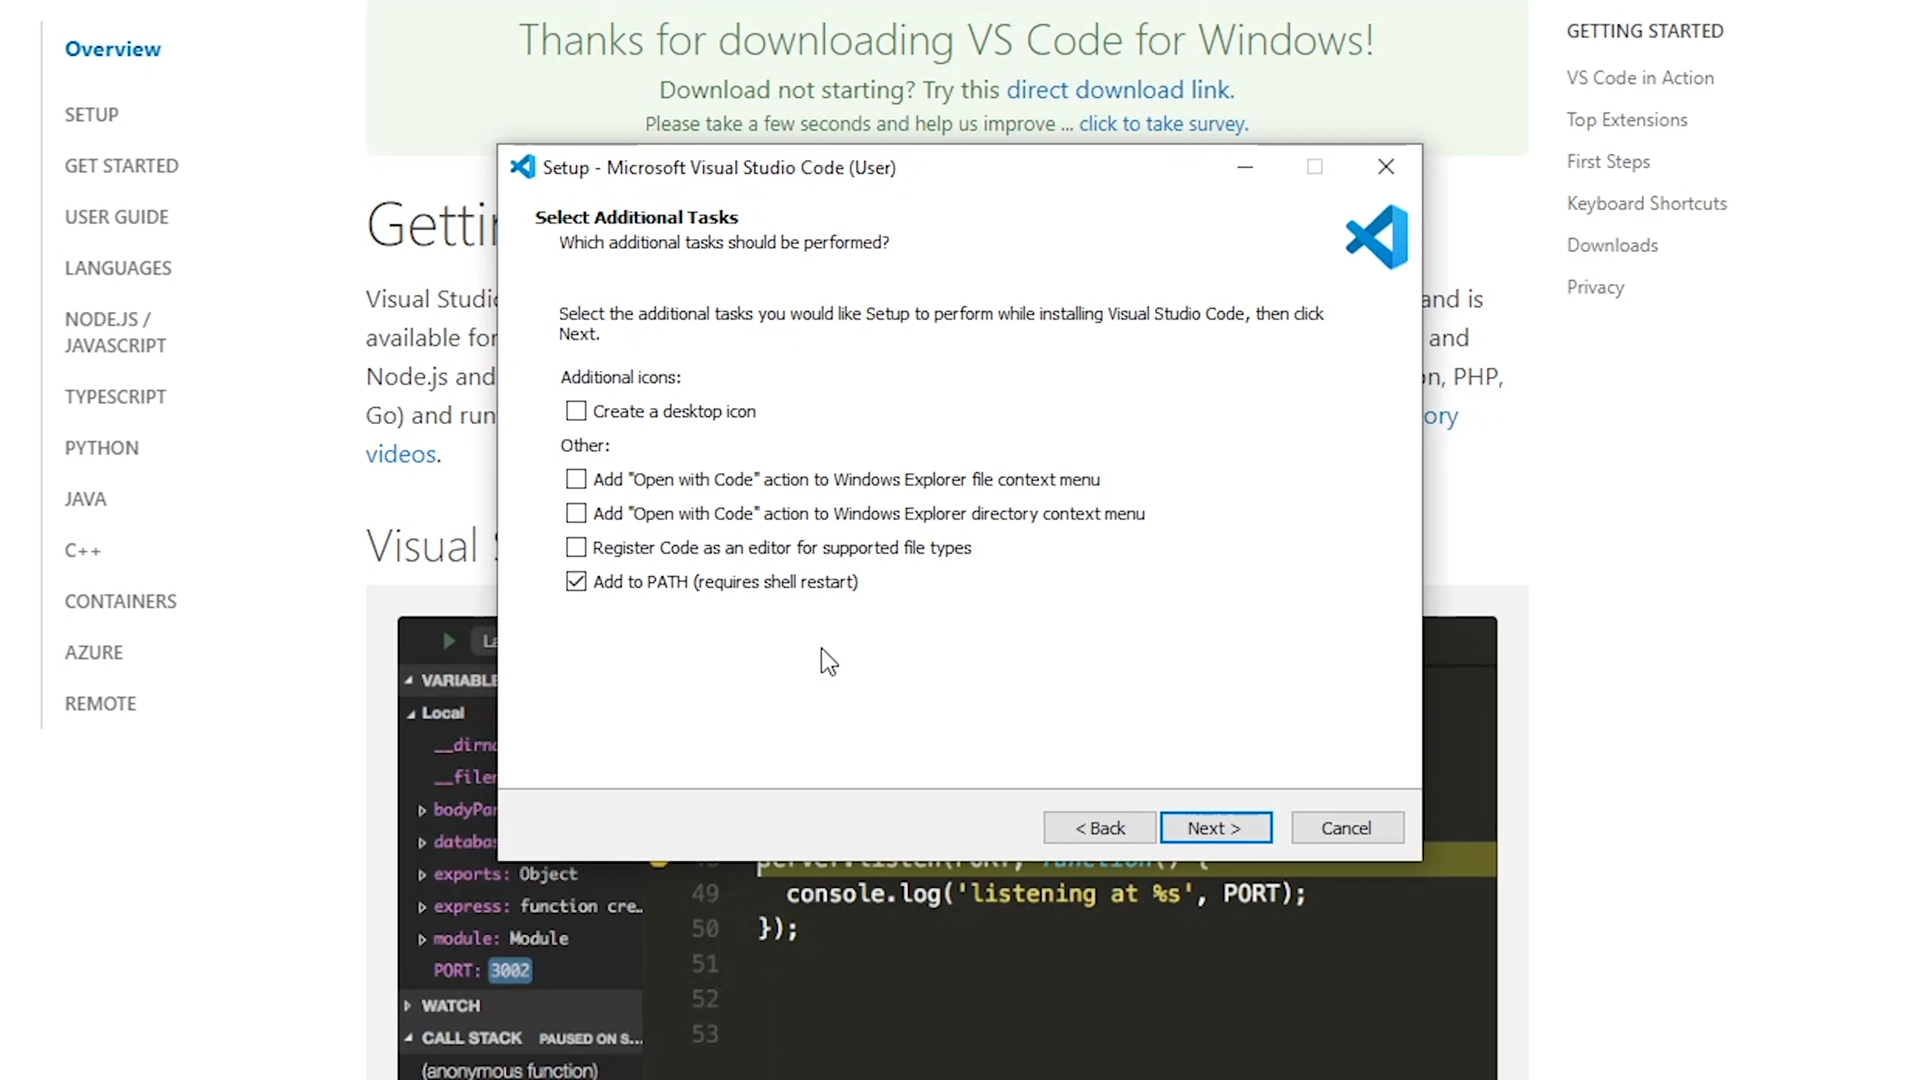 Overview
SETUP
GET STARTED
USER GUIDE
LANGUAGES
NODE.JS /
JAVASCRIPT
TYPESCRIPT
PYTHON
JAVA
C++
CONTAINERS
AZURE
REMOTE
Thanks for downloading VS Code for Windows!
Download not starting? Try this direct download link.
Please take a few seconds and help us improve ... click to take survey.
Visual
available for
Node.js and
Go) and run
videos.
and is
and
PHP,
Visual
Setup - Microsoft Visual Studio Code (User)
Select Additional Tasks
Which additional tasks should be performed?
Select the additional tasks you would like Setup to perform while installing Visual Studio Code, then click
Next.
Additional icons:
Create a desktop icon
Other:
Add "Open with Code" action to Windows Explorer file context menu
Add "Open with Code" action to Windows Explorer directory context menu
Register Code as an editor for supported file types
Add to PATH (requires shell restart)
< Back
Next >
Cancel
Local
exports: Object
express: function cre...
module: Module
PORT: 3002
WATCH
CALL STACK PAUSED ON S...
(anonymous function)
49 console.log('listening at %s', PORT);
50 });
51
52
53
GETTING STARTED
VS Code in Action
Top Extensions
First Steps
Keyboard Shortcuts
Downloads
Privacy